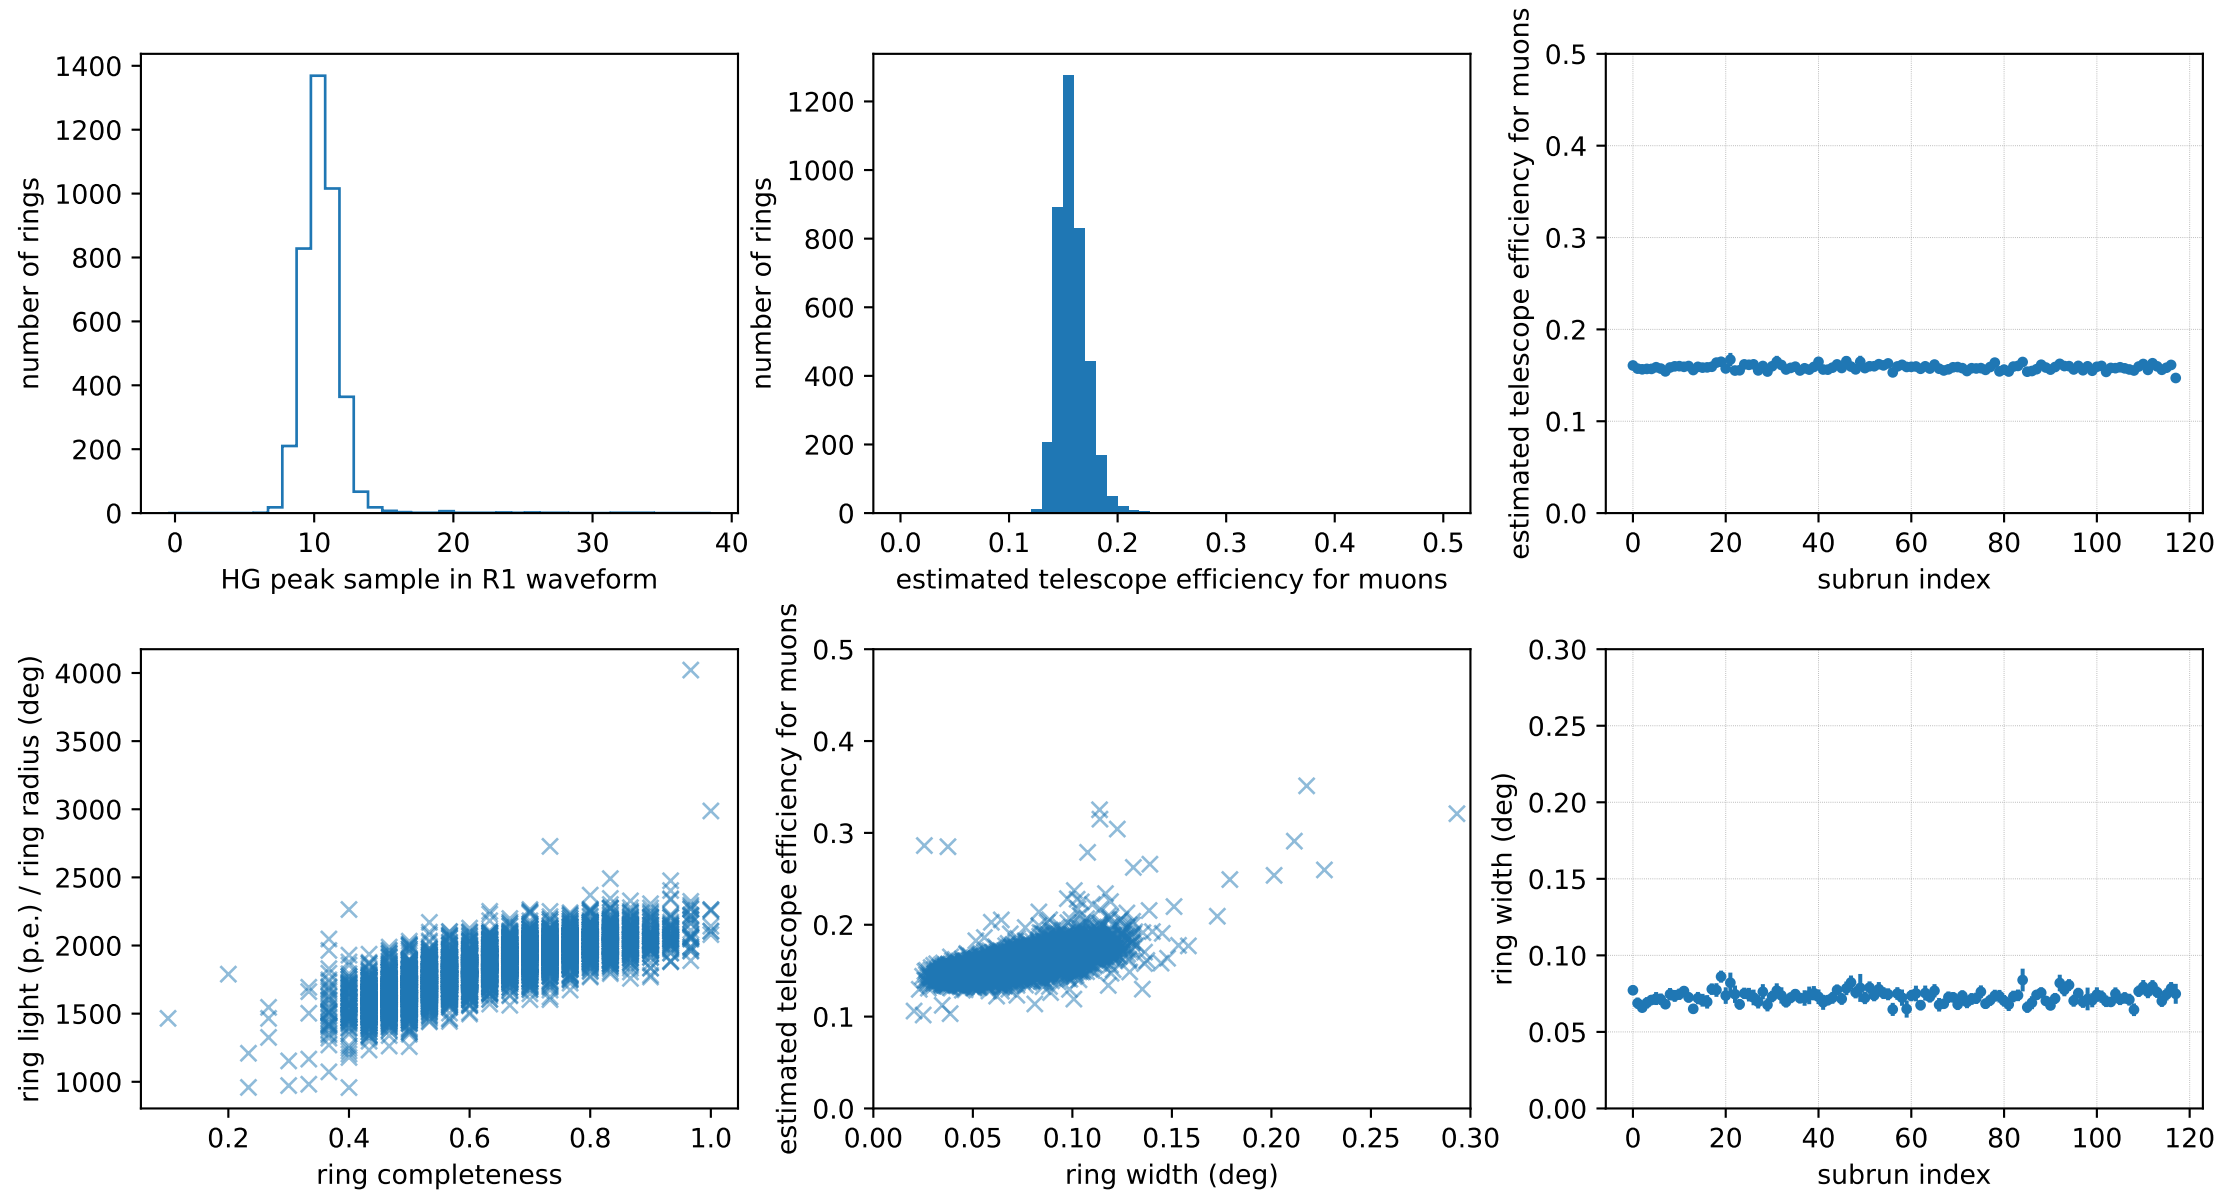 1400
1200
1000
800
600
400
200
0
number of rings
0 10 20 30 40
HG peak sample in R1 waveform
1200
1000
800
600
400
200
0
number of rings
0.0 0.1 0.2 0.3 0.4 0.5
estimated telescope efficiency for muons
0.5
0.4
0.3
0.2
0.1
0.0
estimated telescope efficiency for muons
0 20 40 60 80 100 120
subrun index
4000
3500
3000
2500
2000
1500
1000
ring light (p.e.) / ring radius (deg)
0.2 0.4 0.6 0.8 1.0
ring completeness
0.5
0.4
0.3
0.2
0.1
0.0
estimated telescope efficiency for muons
0.00 0.05 0.10 0.15 0.20 0.25 0.30
ring width (deg)
0.30
0.25
0.20
0.15
0.10
0.05
0.00
ring width (deg)
0 20 40 60 80 100 120
subrun index